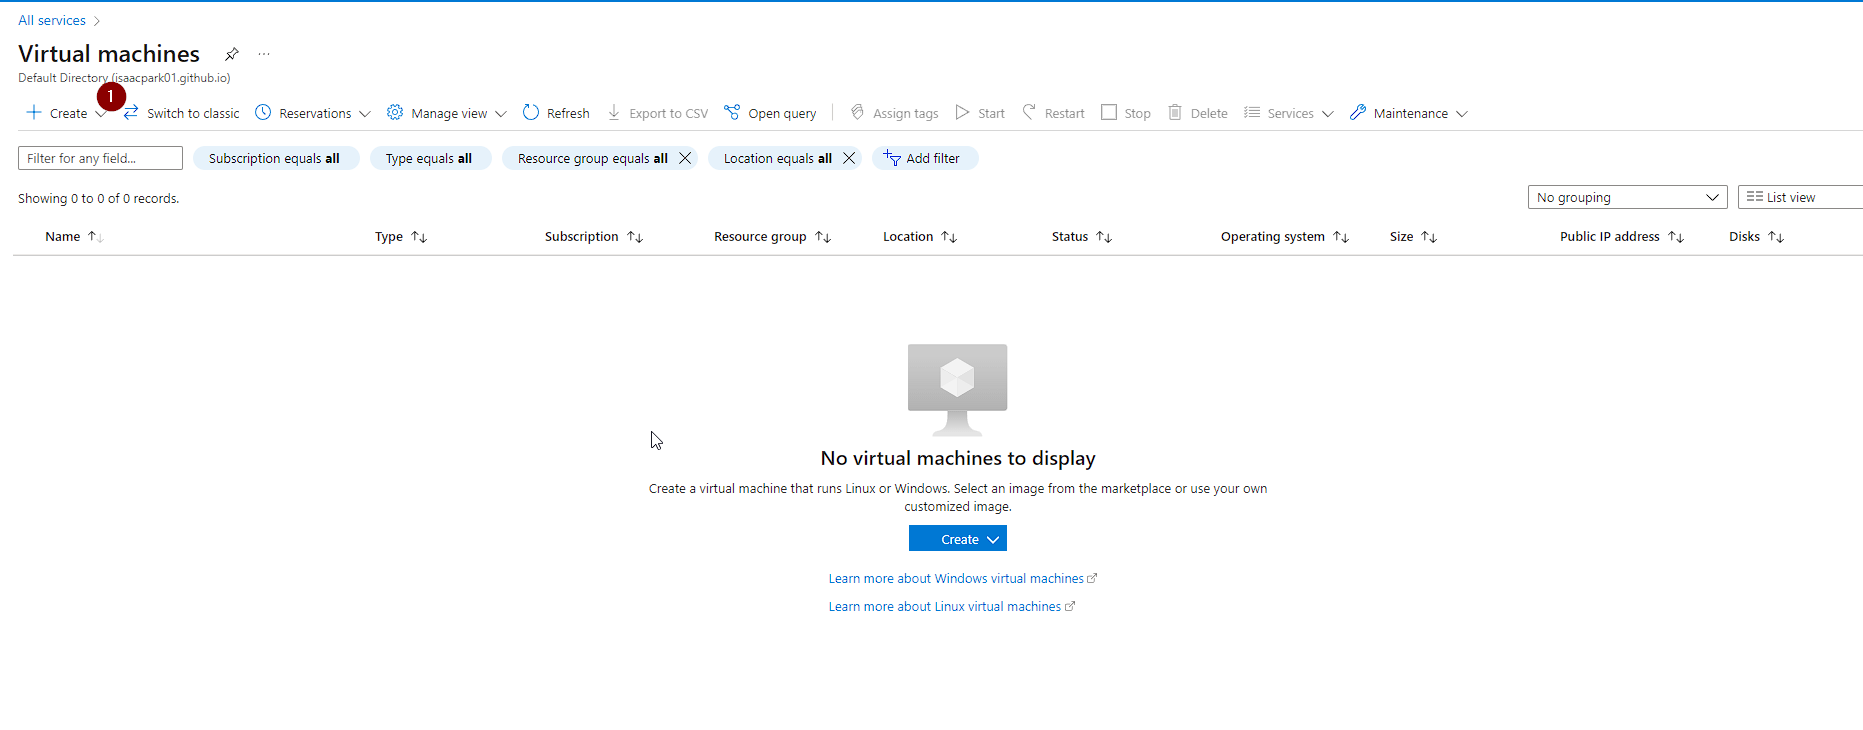 All services
Virtual machines
Default Directory (isaacpark01.github.io)
1
Create Switch to classic Reservations Manage view Refresh Export to CSV Open query Assign tags Start Restart Stop Delete Services Maintenance
Filter for any field... Subscription equals all Type equals all Resource group equals all Location equals all Add filter
Showing 0 to 0 of 0 records. No grouping List view
Name Type Subscription Resource group Location Status Operating system Size Public IP address Disks
No virtual machines to display
Create a virtual machine that runs Linux or Windows. Select an image from the marketplace or use your own
customized image.
Create
Learn more about Windows virtual machines
Learn more about Linux virtual machines